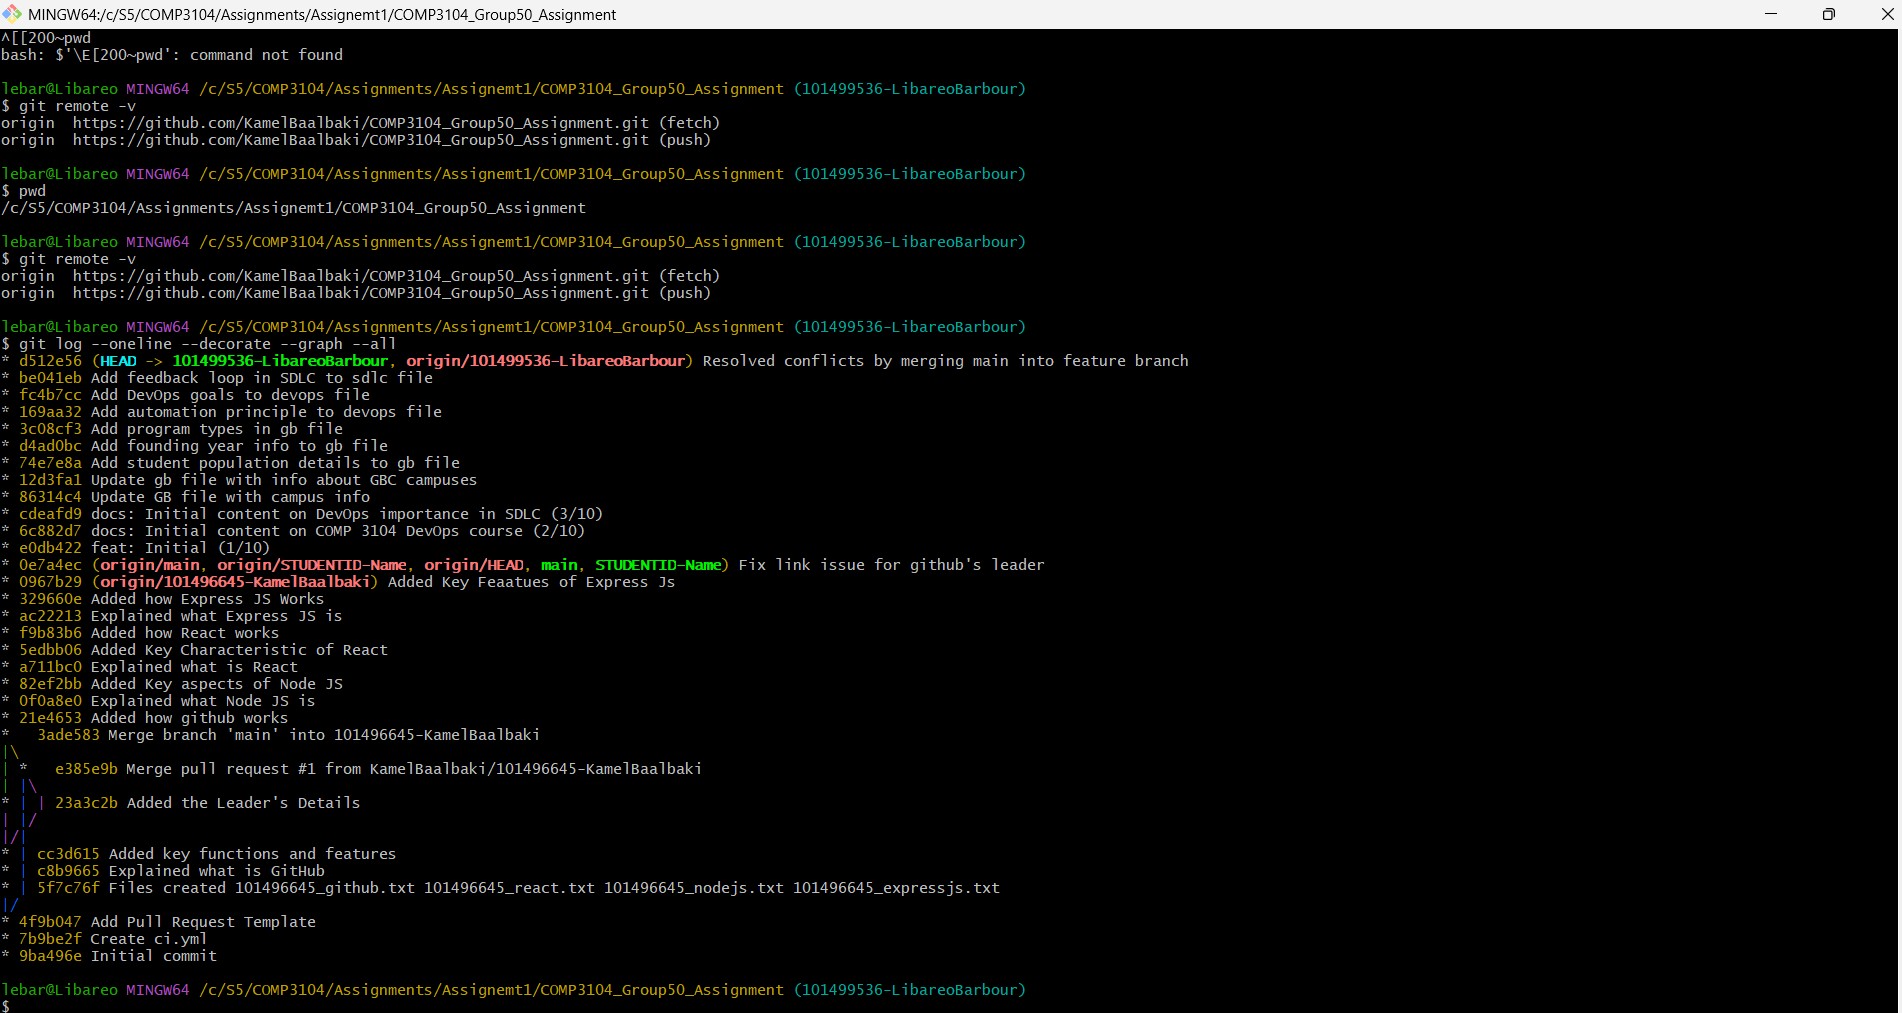 MINGW64:/c/S5/COMP3104/Assignments/Assignemt1/COMP3104_Group50_Assignment
^[[200~pwd
bash: $'\E[200~pwd': command not found
lebar@Libareo MINGW64 /c/S5/COMP3104/Assignments/Assignemt1/COMP3104_Group50_Assignment (101499536-LibareoBarbour)
$ git remote -v
origin  https://github.com/KamelBaalbaki/COMP3104_Group50_Assignment.git (fetch)
origin  https://github.com/KamelBaalbaki/COMP3104_Group50_Assignment.git (push)
lebar@Libareo MINGW64 /c/S5/COMP3104/Assignments/Assignemt1/COMP3104_Group50_Assignment (101499536-LibareoBarbour)
$ pwd
/c/S5/COMP3104/Assignments/Assignemt1/COMP3104_Group50_Assignment
lebar@Libareo MINGW64 /c/S5/COMP3104/Assignments/Assignemt1/COMP3104_Group50_Assignment (101499536-LibareoBarbour)
$ git remote -v
origin  https://github.com/KamelBaalbaki/COMP3104_Group50_Assignment.git (fetch)
origin  https://github.com/KamelBaalbaki/COMP3104_Group50_Assignment.git (push)
lebar@Libareo MINGW64 /c/S5/COMP3104/Assignments/Assignemt1/COMP3104_Group50_Assignment (101499536-LibareoBarbour)
$ git log --oneline --decorate --graph --all
* d512e56 (HEAD -> 101499536-LibareoBarbour, origin/101499536-LibareoBarbour) Resolved conflicts by merging main into feature branch
* be041eb Add feedback loop in SDLC to sdlc file
* fc4b7cc Add DevOps goals to devops file
* 169aa32 Add automation principle to devops file
* 3c08cf3 Add program types in gb file
* d4ad0bc Add founding year info to gb file
* 74e7e8a Add student population details to gb file
* 12d3fa1 Update gb file with info about GBC campuses
* 86314c4 Update GB file with campus info
* cdeafd9 docs: Initial content on DevOps importance in SDLC (3/10)
* 6c882d7 docs: Initial content on COMP 3104 DevOps course (2/10)
* e0db422 feat: Initial (1/10)
* 0e7a4ec (origin/main, origin/STUDENTID-Name, origin/HEAD, main, STUDENTID-Name) Fix link issue for github's leader
* 0967b29 (origin/101496645-KamelBaalbaki) Added Key Feaatues of Express Js
* 329660e Added how Express JS Works
* ac22213 Explained what Express JS is
* f9b83b6 Added how React works
* 5edbb06 Added Key Characteristic of React
* a711bc0 Explained what is React
* 82ef2bb Added Key aspects of Node JS
* 0f0a8e0 Explained what Node JS is
* 21e4653 Added how github works
*   3ade583 Merge branch 'main' into 101496645-KamelBaalbaki
|\
| *   e385e9b Merge pull request #1 from KamelBaalbaki/101496645-KamelBaalbaki
| |\
* | | 23a3c2b Added the Leader's Details
| |/
|/|
* | cc3d615 Added key functions and features
* | c8b9665 Explained what is GitHub
* | 5f7c76f Files created 101496645_github.txt 101496645_react.txt 101496645_nodejs.txt 101496645_expressjs.txt
|/
* 4f9b047 Add Pull Request Template
* 7b9be2f Create ci.yml
* 9ba496e Initial commit
lebar@Libareo MINGW64 /c/S5/COMP3104/Assignments/Assignemt1/COMP3104_Group50_Assignment (101499536-LibareoBarbour)
$